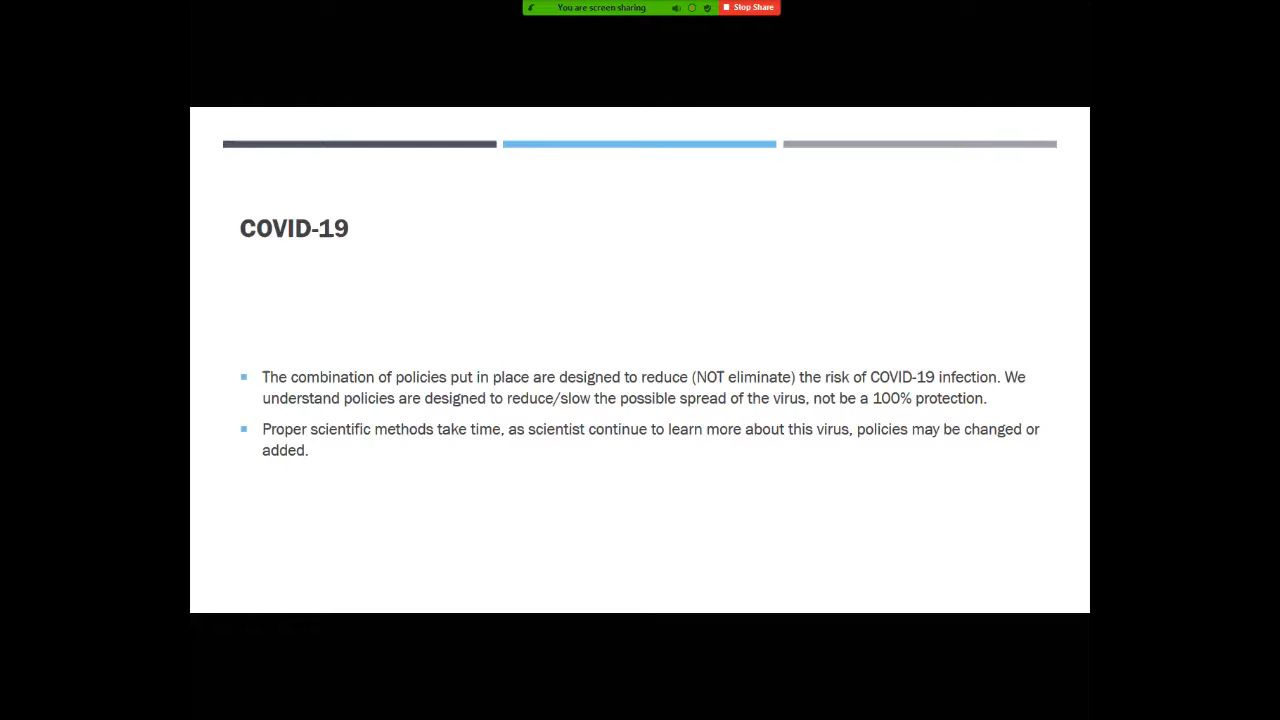 You are screen sharing
Stop Share
COVID-19
The combination of policies put in place are designed to reduce (NOT eliminate) the risk of COVID-19 infection. We
understand policies are designed to reduce/slow the possible spread of the virus, not be a 100% protection.
Proper scientific methods take time, as scientist continue to learn more about this virus, policies may be changed or
added.